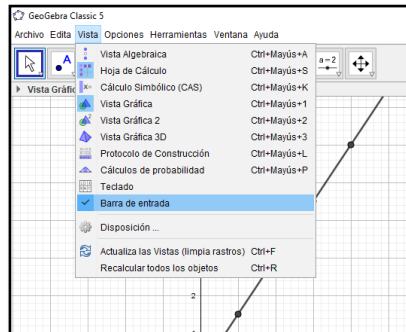 GeoGebra Classic 5
Archivo Edita Vista Opciones Herramientas Ventana Ayuda
A
a=2
Vista Gráfic
Vista Algebraica Ctrl+Mayús+A
Hoja de Cálculo Ctrl+Mayús+S
x= Cálculo Simbólico (CAS) Ctrl+Mayús+K
Vista Gráfica Ctrl+Mayús+1
Vista Gráfica 2 Ctrl+Mayús+2
Vista Gráfica 3D Ctrl+Mayús+3
Protocolo de Construcción Ctrl+Mayús+L
Cálculos de probabilidad Ctrl+Mayús+P
Teclado
Barra de entrada
Disposición ...
Actualiza las Vistas (limpia rastros) Ctrl+F
Recalcular todos los objetos Ctrl+R
2